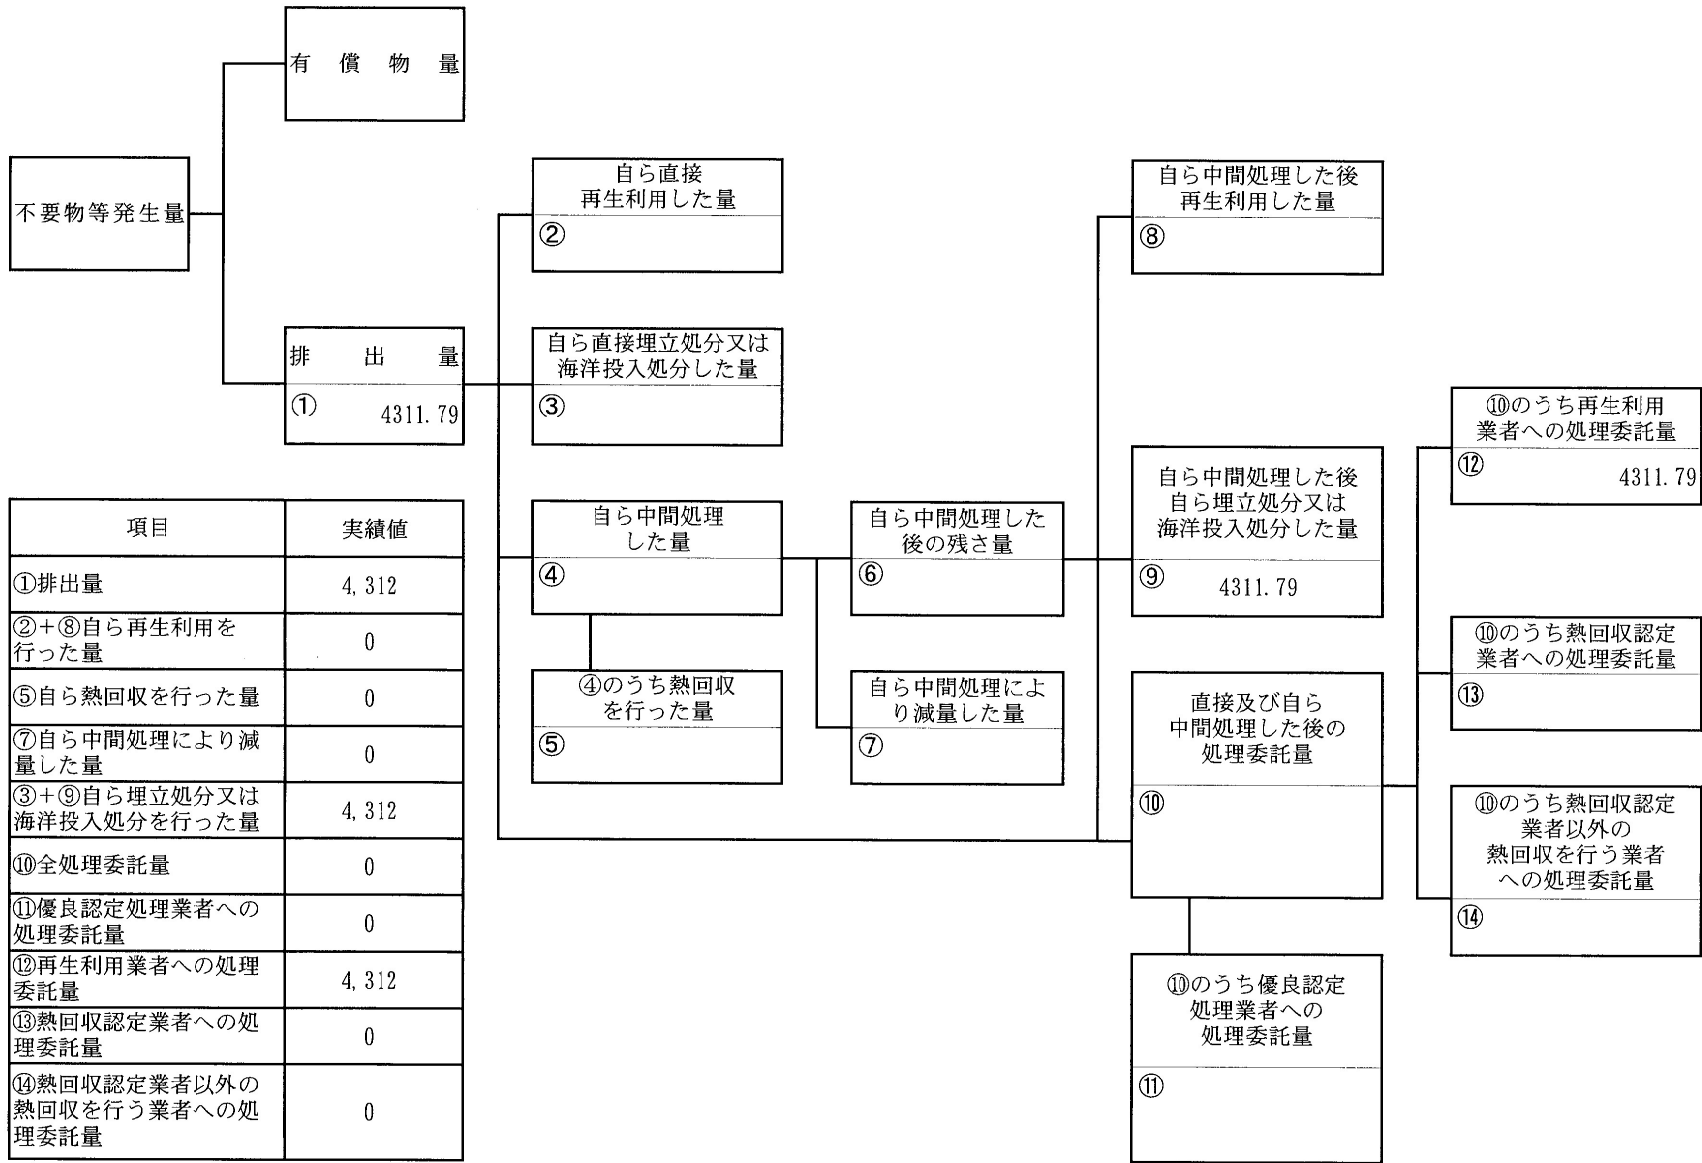 有償物量
不要物等発生量
排出量
① 4311.79
自ら直接
再生利用した量
②
自ら直接埋立処分又は
海洋投入処分した量
③
自ら中間処理
した量
④
④のうち熱回収
を行った量
⑤
自ら中間処理した
後の残さ量
⑥
自ら中間処理によ
り減量した量
⑦
自ら中間処理した後
再生利用した量
⑧
自ら中間処理した後
自ら埋立処分又は
海洋投入処分した量
⑨ 4311.79
直接及び自ら
中間処理した後の
処理委託量
⑩
⑩のうち優良認定
処理業者への
処理委託量
⑪
⑩のうち再生利用
業者への処理委託量
⑫ 4311.79
⑩のうち熱回収認定
業者への処理委託量
⑬
⑩のうち熱回収認定
業者以外の
熱回収を行う業者
への処理委託量
⑭
項目 実績値
①排出量 4,312
②+⑧自ら再生利用を
行った量 0
⑤自ら熱回収を行った量 0
⑦自ら中間処理により減
量した量 0
③+⑨自ら埋立処分又は
海洋投入処分を行った量 4,312
⑩全処理委託量 0
⑪優良認定処理業者への
処理委託量 0
⑫再生利用業者への処理
委託量 4,312
⑬熱回収認定業者への処
理委託量 0
⑭熱回収認定業者以外の
熱回収を行う業者への処
理委託量 0